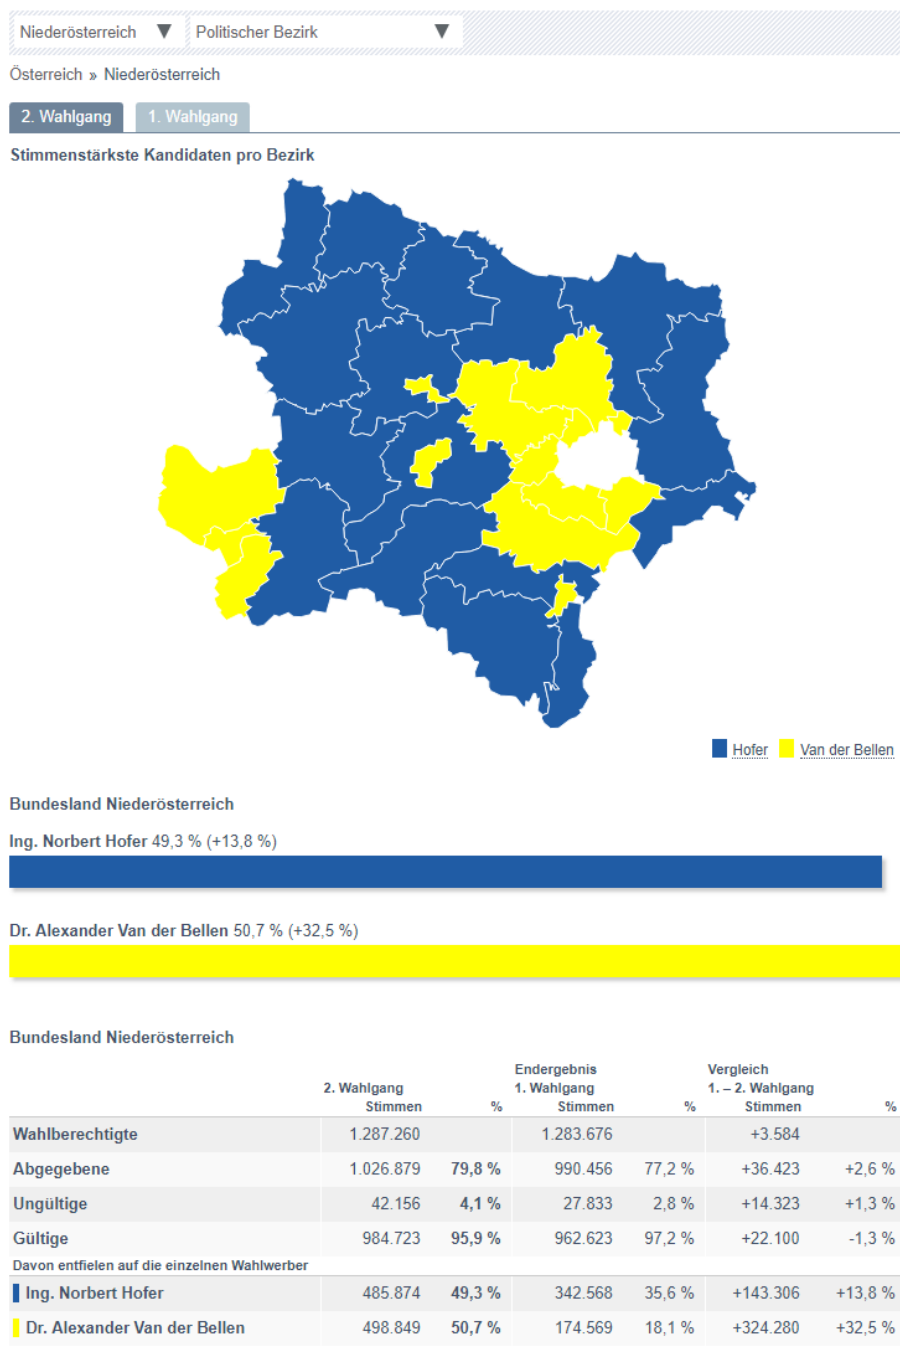 Niederösterreich ▼ Politischer Bezirk ▼
Österreich » Niederösterreich
2. Wahlgang 1. Wahlgang
Stimmenstärkste Kandidaten pro Bezirk
Hofer Van der Bellen
Bundesland Niederösterreich
Ing. Norbert Hofer 49,3 % (+13,8 %)
Dr. Alexander Van der Bellen 50,7 % (+32,5 %)
Bundesland Niederösterreich
Endergebnis Vergleich
2. Wahlgang 1. Wahlgang 1. – 2. Wahlgang
Stimmen % Stimmen % Stimmen %
Wahlberechtigte 1.287.260 1.283.676 +3.584
Abgegebene 1.026.879 79,8 % 990.456 77,2 % +36.423 +2,6 %
Ungültige 42.156 4,1 % 27.833 2,8 % +14.323 +1,3 %
Gültige 984.723 95,9 % 962.623 97,2 % +22.100 -1,3 %
Davon entfielen auf die einzelnen Wahlwerber
Ing. Norbert Hofer 485.874 49,3 % 342.568 35,6 % +143.306 +13,8 %
Dr. Alexander Van der Bellen 498.849 50,7 % 174.569 18,1 % +324.280 +32,5 %